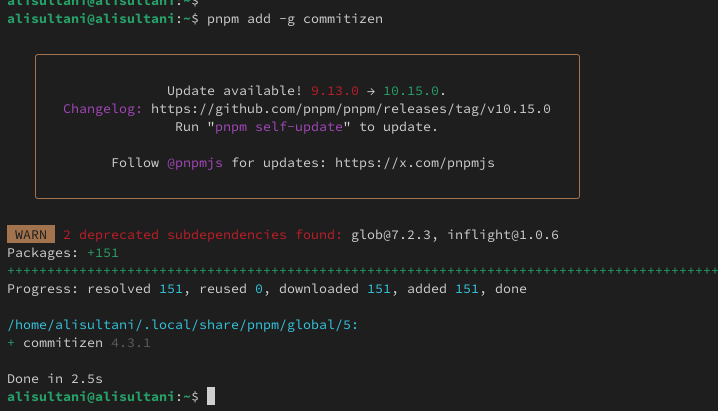 alisultani@alisultani:~$
alisultani@alisultani:~$ pnpm add -g commitizen
Update available! 9.13.0 → 10.15.0.
Changelog: https://github.com/pnpm/pnpm/releases/tag/v10.15.0
Run "pnpm self-update" to update.
Follow @pnpmjs for updates: https://x.com/pnpmjs
WARN 2 deprecated subdependencies found: glob@7.2.3, inflight@1.0.6
Packages: +151
++++++++++++++++++++++++++++++++++++++++++++++++++++++++++++++++++++++++++++++++++++++++
Progress: resolved 151, reused 0, downloaded 151, added 151, done
/home/alisultani/.local/share/pnpm/global/5:
+ commitizen 4.3.1
Done in 2.5s
alisultani@alisultani:~$